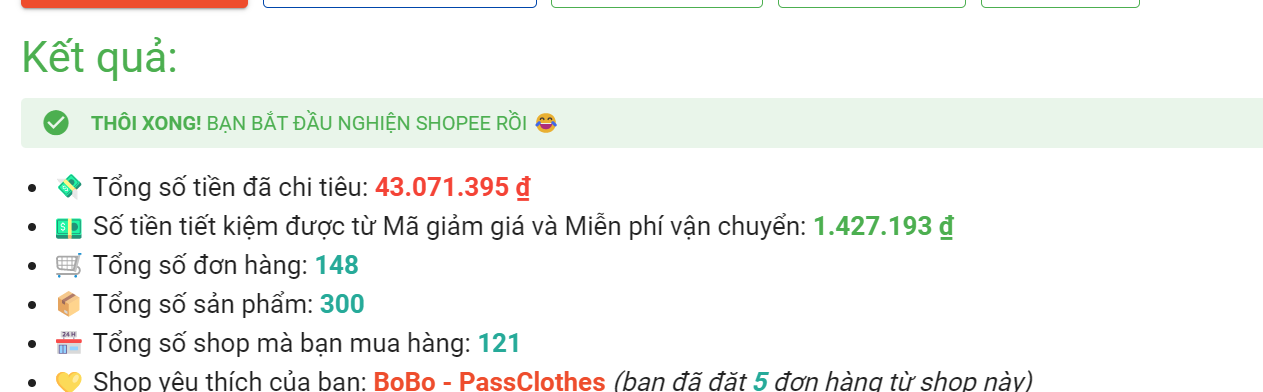 Kết quả:
THÔI XONG! BẠN BẮT ĐẦU NGHIỆN SHOPEE RỒI 😂
💸 Tổng số tiền đã chi tiêu: 43.071.395 ₫
💵 Số tiền tiết kiệm được từ Mã giảm giá và Miễn phí vận chuyển: 1.427.193 ₫
🛒 Tổng số đơn hàng: 148
📦 Tổng số sản phẩm: 300
🏪 Tổng số shop mà bạn mua hàng: 121
💛 Shop yêu thích của bạn: BoBo - PassClothes (bạn đã đặt 5 đơn hàng từ shop này)